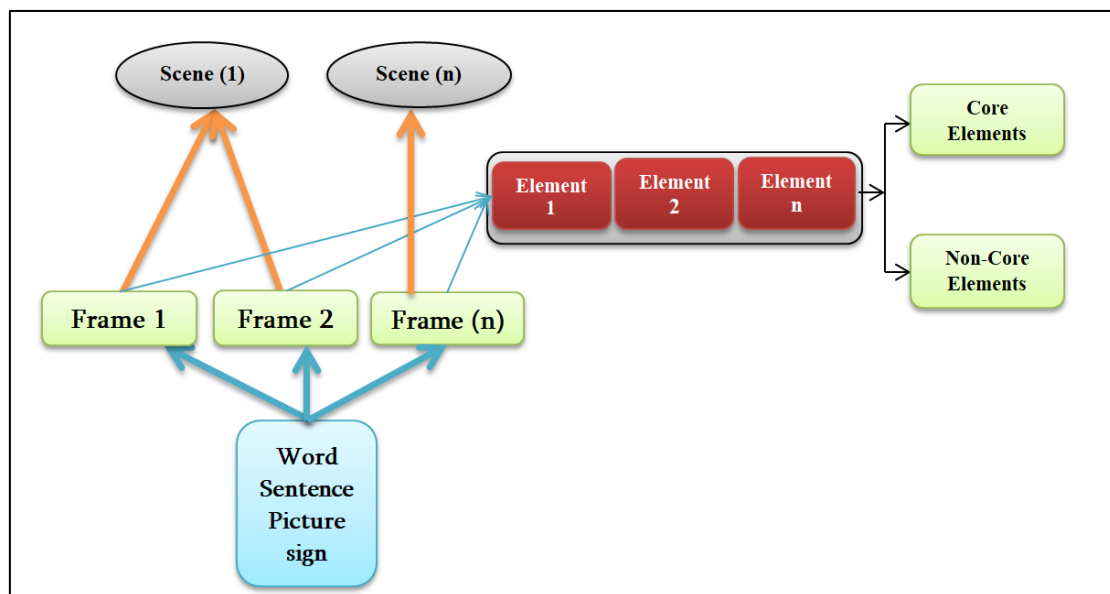 Scene (1)
Scene (n)
Core
Elements
Element
1
Element
2
Element
n
Non-Core
Elements
Frame 1
Frame 2
Frame (n)
Word
Sentence
Picture
sign